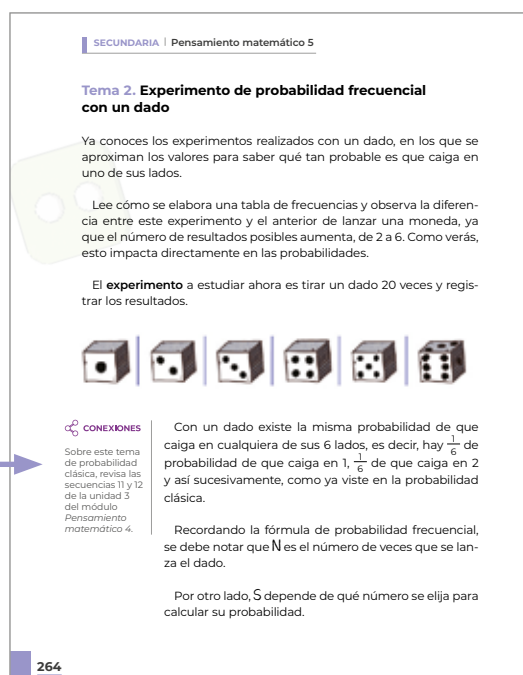 SECUNDARIA | Pensamiento matemático 5
Tema 2. Experimento de probabilidad frecuencial
con un dado
Ya conoces los experimentos realizados con un dado, en los que se
aproximan los valores para saber qué tan probable es que caiga en
uno de sus lados.
Lee cómo se elabora una tabla de frecuencias y observa la diferen-
cia entre este experimento y el anterior de lanzar una moneda, ya
que el número de resultados posibles aumenta, de 2 a 6. Como verás,
esto impacta directamente en las probabilidades.
El experimento a estudiar ahora es tirar un dado 20 veces y regis-
trar los resultados.
CONEXIONES
Sobre este tema
de probabilidad
clásica, revisa las
secuencias 11 y 12
de la unidad 3
del módulo
Pensamiento
matemático 4.
Con un dado existe la misma probabilidad de que
caiga en cualquiera de sus 6 lados, es decir, hay 1/6 de
probabilidad de que caiga en 1, 1/6 de que caiga en 2
y así sucesivamente, como ya viste en la probabilidad
clásica.
Recordando la fórmula de probabilidad frecuencial,
se debe notar que N es el número de veces que se lan-
za el dado.
Por otro lado, S depende de qué número se elija para
calcular su probabilidad.
264